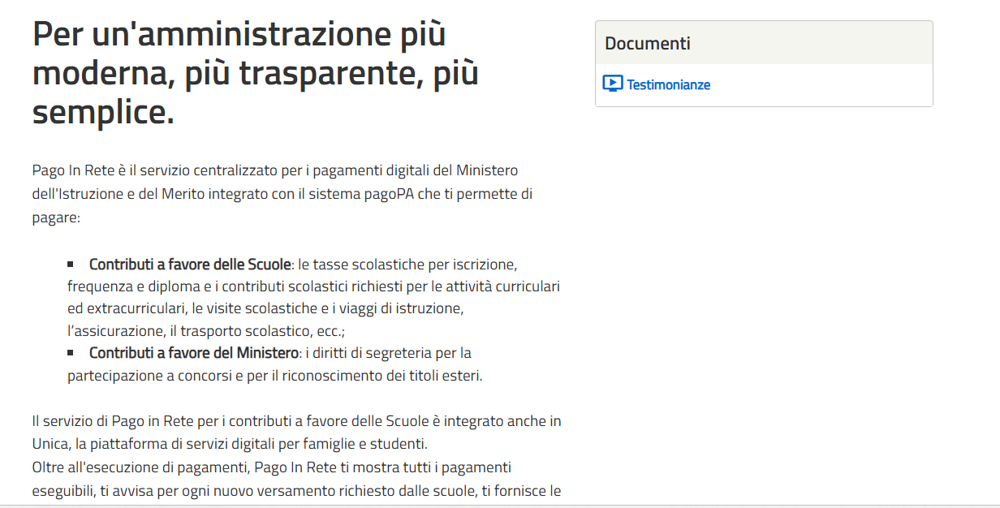 Per un'amministrazione più
moderna, più trasparente, più
semplice.
Pago In Rete è il servizio centralizzato per i pagamenti digitali del Ministero
dell'Istruzione e del Merito integrato con il sistema pagoPA che ti permette di
pagare:
Contributi a favore delle Scuole: le tasse scolastiche per iscrizione,
frequenza e diploma e i contributi scolastici richiesti per le attività curriculari
ed extracurriculari, le visite scolastiche e i viaggi di istruzione,
l’assicurazione, il trasporto scolastico, ecc.;
Contributi a favore del Ministero: i diritti di segreteria per la
partecipazione a concorsi e per il riconoscimento dei titoli esteri.
Il servizio di Pago in Rete per i contributi a favore delle Scuole è integrato anche in
Unica, la piattaforma di servizi digitali per famiglie e studenti.
Oltre all'esecuzione di pagamenti, Pago In Rete ti mostra tutti i pagamenti
eseguibili, ti avvisa per ogni nuovo versamento richiesto dalle scuole, ti fornisce le
Documenti
Testimonianze